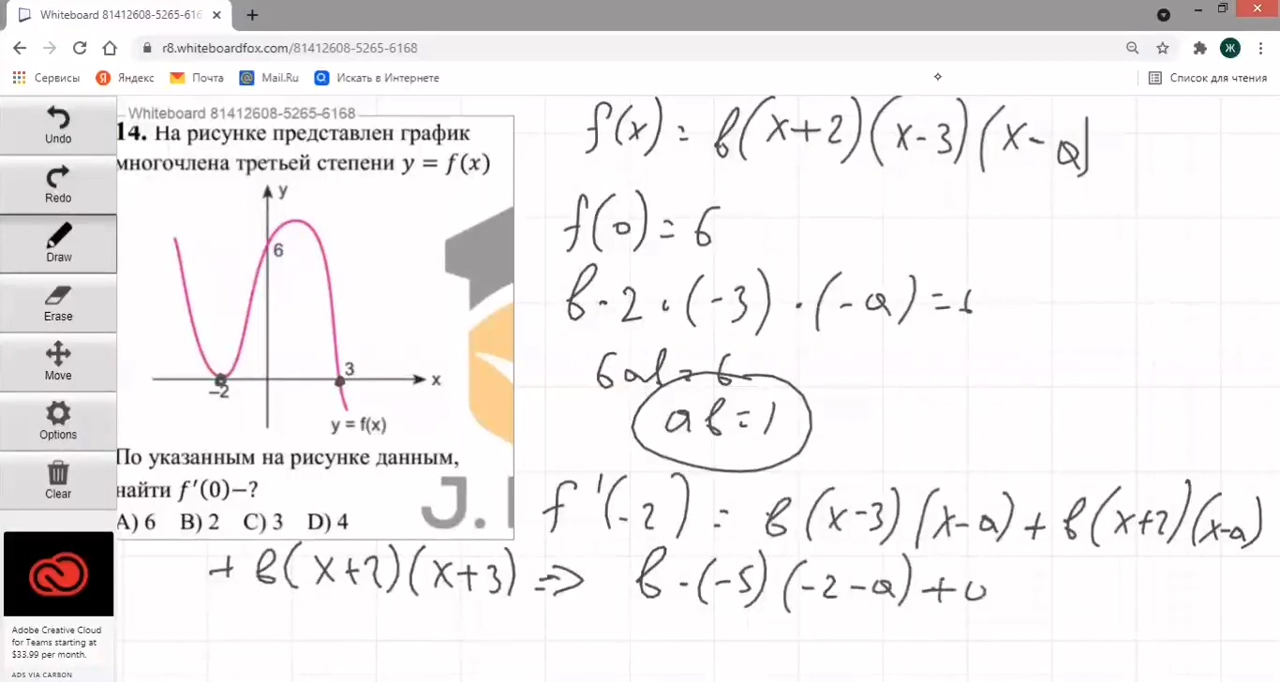 Whiteboard 81412608-5265-616
r8.whiteboardfox.com/81412608-5265-6168
Ж
Сервисы Яндекс Почта Mail.Ru Искать в Интернете Список для чтения
Undo
Redo
Draw
Erase
Move
Options
Clear
Adobe Creative Cloud
for Teams starting at
$33.99 per month.
ADS VIA CARBON
Whiteboard 81412608-5265-6168
14. На рисунке представлен график
многочлена третьей степени y = f(x)
y
6
3
−2
x
y = f(x)
По указанным на рисунке данным,
найти f′(0)−?
A) 6 B) 2 C) 3 D) 4
J.
f(x) = в(x+2)(x-3)(x-a)
f(0) = 6
в·2·(-3)·(-a) = 6
6aв = 6
aв = 1
f'(-2) = в(x-3)(x-a) + в(x+2)(x-a)
+ в(x+2)(x+3) => в·(-5)(-2-a)+0